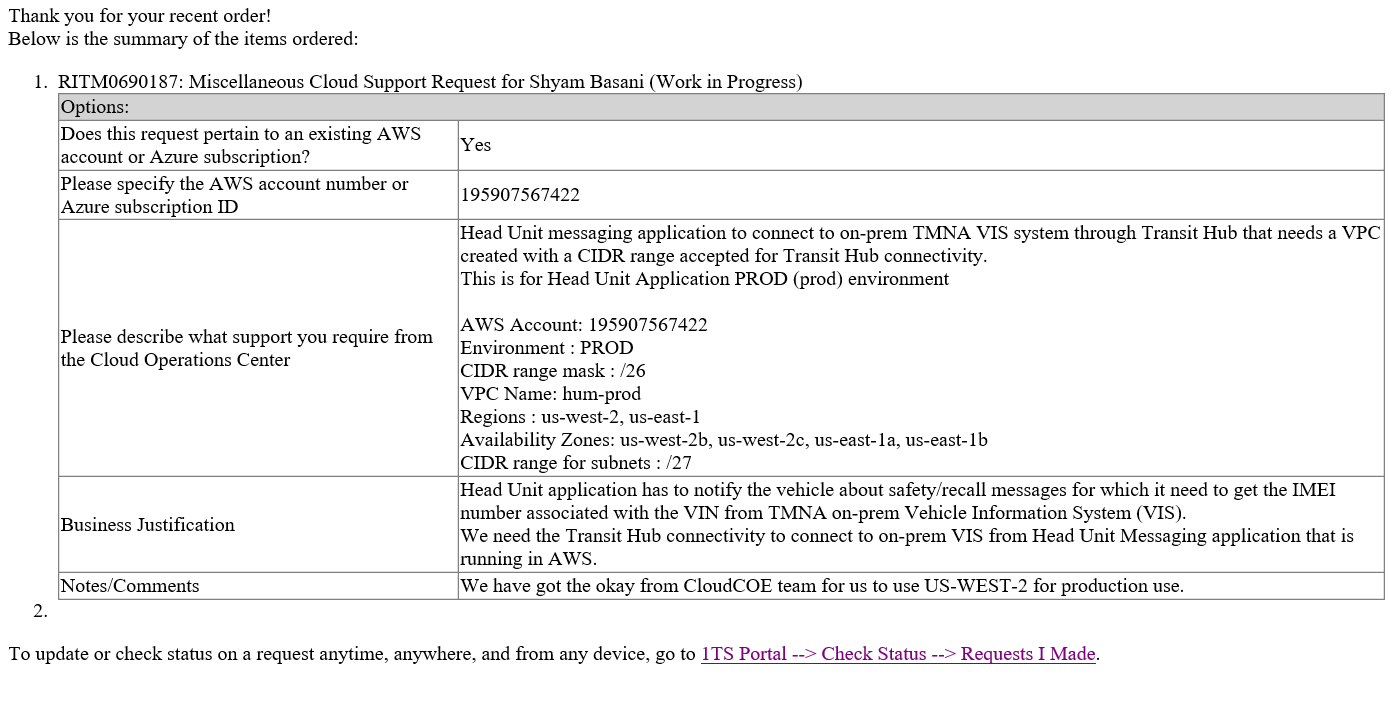 Thank you for your recent order!
Below is the summary of the items ordered:
1. RITM0690187: Miscellaneous Cloud Support Request for Shyam Basani (Work in Progress)
Options:
Does this request pertain to an existing AWS
account or Azure subscription?
Yes
Please specify the AWS account number or
Azure subscription ID
195907567422
Please describe what support you require from
the Cloud Operations Center
Head Unit messaging application to connect to on-prem TMNA VIS system through Transit Hub that needs a VPC
created with a CIDR range accepted for Transit Hub connectivity.
This is for Head Unit Application PROD (prod) environment
AWS Account: 195907567422
Environment : PROD
CIDR range mask : /26
VPC Name: hum-prod
Regions : us-west-2, us-east-1
Availability Zones: us-west-2b, us-west-2c, us-east-1a, us-east-1b
CIDR range for subnets : /27
Business Justification
Head Unit application has to notify the vehicle about safety/recall messages for which it need to get the IMEI
number associated with the VIN from TMNA on-prem Vehicle Information System (VIS).
We need the Transit Hub connectivity to connect to on-prem VIS from Head Unit Messaging application that is
running in AWS.
Notes/Comments
We have got the okay from CloudCOE team for us to use US-WEST-2 for production use.
2.
To update or check status on a request anytime, anywhere, and from any device, go to 1TS Portal --> Check Status --> Requests I Made.